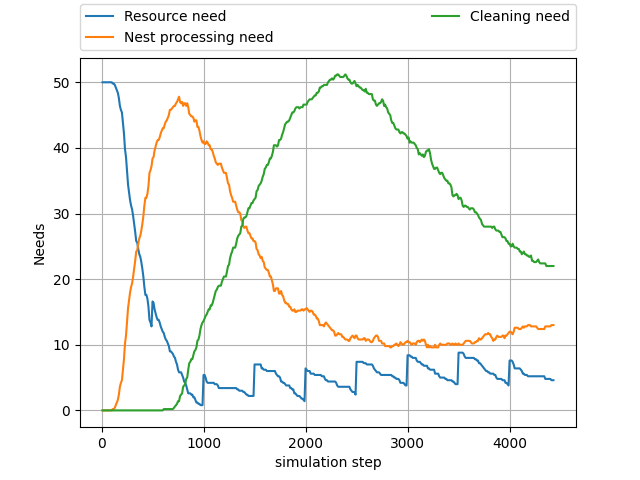 Resource need
Nest processing need
Cleaning need
50
40
30
20
10
0
Needs
0 1000 2000 3000 4000
simulation step